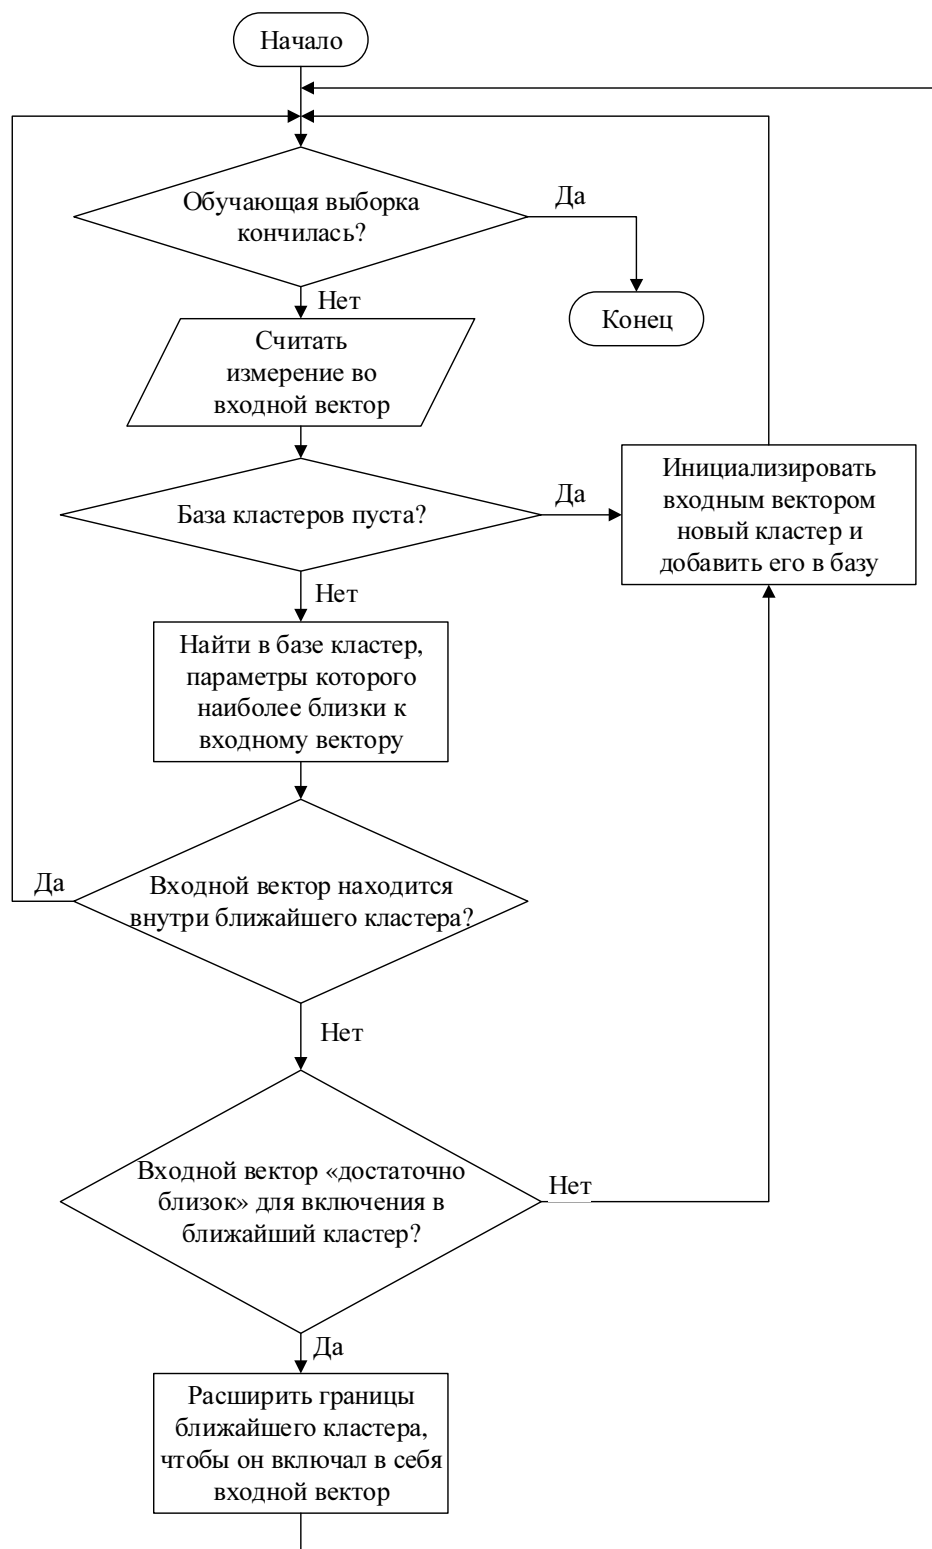 Начало
Обучающая выборка
кончилась?
Да
Нет
Конец
Считать
измерение во
входной вектор
База кластеров пуста?
Да
Инициализировать
входным вектором
новый кластер и
добавить его в базу
Нет
Найти в базе кластер,
параметры которого
наиболее близки к
входному вектору
Да
Входной вектор находится
внутри ближайшего кластера?
Нет
Входной вектор «достаточно
близок» для включения в
ближайший кластер?
Нет
Да
Расширить границы
ближайшего кластера,
чтобы он включал в себя
входной вектор